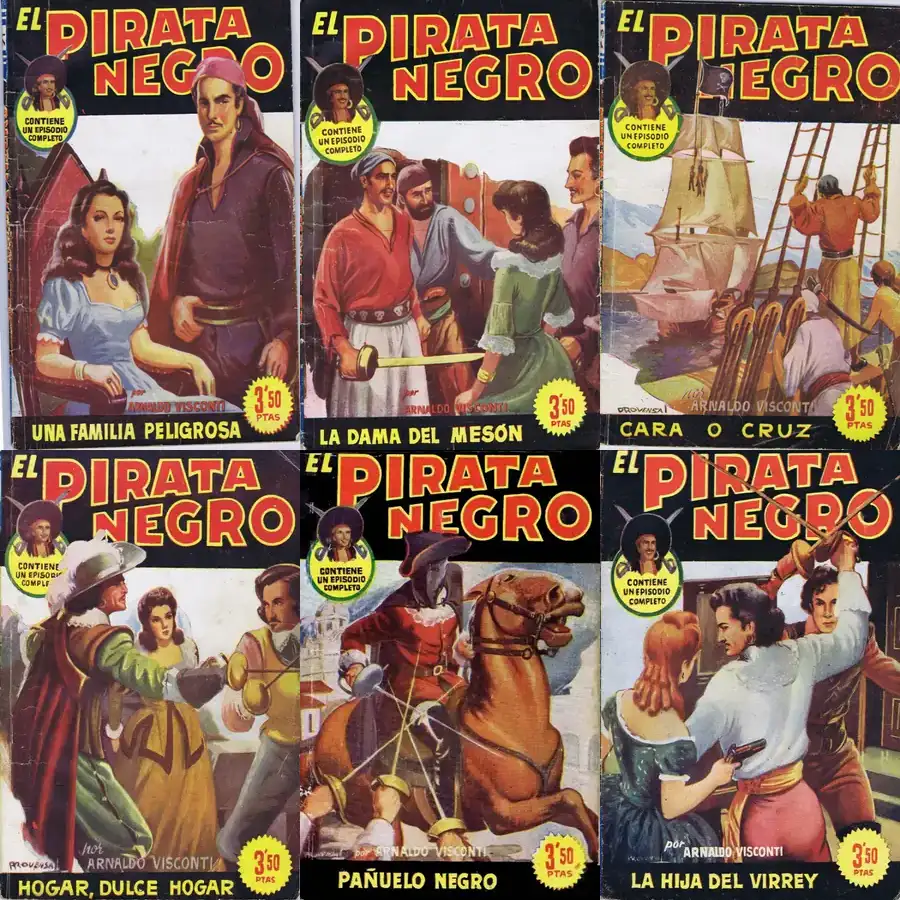 EL PIRATA
NEGRO
CONTIENE
UN EPISODIO
COMPLETO
por
ARNALDO VISCONTI
3'50
PTAS
UNA FAMILIA PELIGROSA
EL PIRATA
NEGRO
CONTIENE
UN EPISODIO
COMPLETO
por
ARNALDO VISCONTI
3'50
PTAS
LA DAMA DEL MESÓN
EL PIRATA
NEGRO
CONTIENE
UN EPISODIO
COMPLETO
PROVENSAL
por
ARNALDO VISCONTI
3'50
PTAS
CARA O CRUZ
EL PIRATA
NEGRO
CONTIENE
UN EPISODIO
por
PROVENSAL
ARNALDO VISCONTI
3'50
PTAS
HOGAR, DULCE HOGAR
EL PIRATA
NEGRO
CONTIENE
UN EPISODIO
COMPLETO
por ARNALDO VISCONTI
3'50
PTAS
PAÑUELO NEGRO
EL PIRATA
NEGRO
CONTIENE
UN EPISODIO
COMPLETO
por
ARNALDO VISCONTI
3'50
PTAS
LA HIJA DEL VIRREY